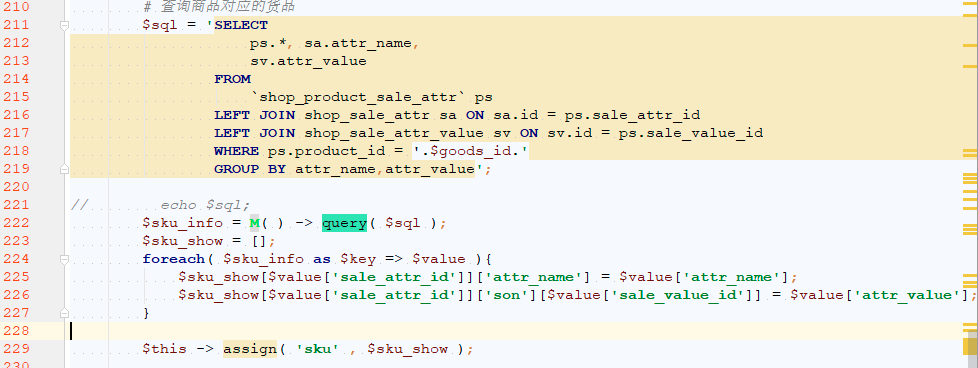 210 # 查询商品对应的货品
211 $sql = 'SELECT
212 ps.*, sa.attr_name,
213 sv.attr_value
214 FROM
215 `shop_product_sale_attr` ps
216 LEFT JOIN shop_sale_attr sa ON sa.id = ps.sale_attr_id
217 LEFT JOIN shop_sale_attr_value sv ON sv.id = ps.sale_value_id
218 WHERE ps.product_id = '.$goods_id.'
219 GROUP BY attr_name,attr_value';
220
221 // echo $sql;
222 $sku_info = M( ) -> query( $sql );
223 $sku_show = [];
224 foreach( $sku_info as $key => $value ){
225 $sku_show[$value['sale_attr_id']]['attr_name'] = $value['attr_name'];
226 $sku_show[$value['sale_attr_id']]['son'][$value['sale_value_id']] = $value['attr_value'];
227 }
228
229 $this -> assign( 'sku' , $sku_show );
230